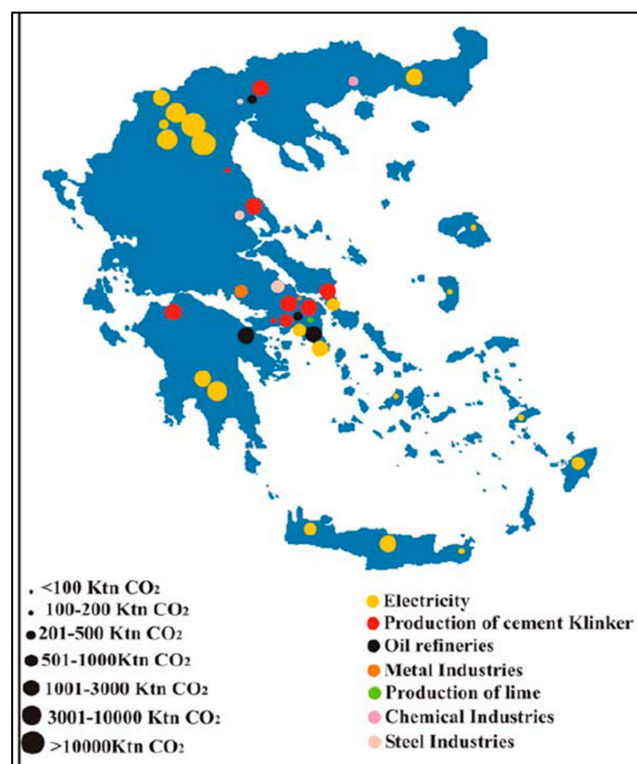 <100 Ktn CO₂
100-200 Ktn CO₂
201-500 Ktn CO₂
501-1000Ktn CO₂
1001-3000 Ktn CO₂
3001-10000 Ktn CO₂
>10000Ktn CO₂
Electricity
Production of cement Klinker
Oil refineries
Metal Industries
Production of lime
Chemical Industries
Steel Industries